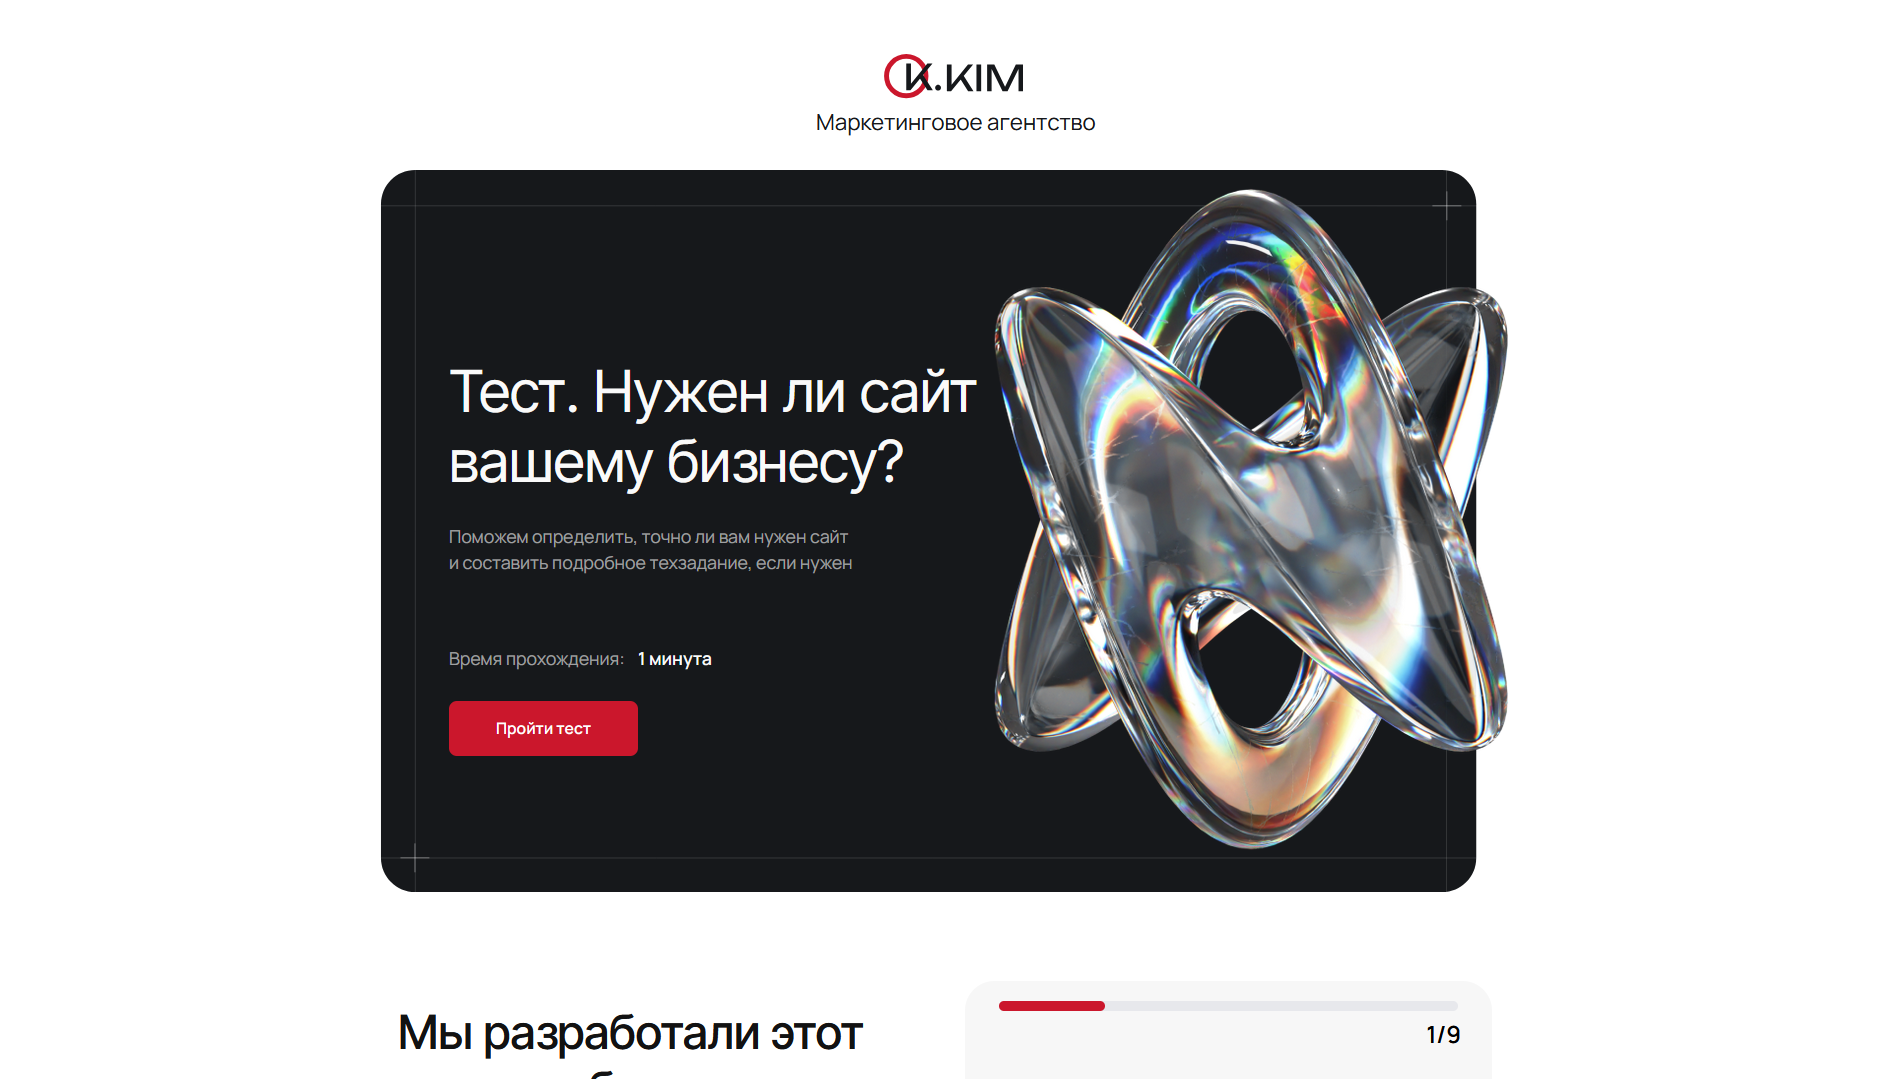 K.KIM
Маркетинговое агентство
Тест. Нужен ли сайт
вашему бизнесу?
Поможем определить, точно ли вам нужен сайт
и составить подробное техзадание, если нужен
Время прохождения: 1 минута
Пройти тест
Мы разработали этот
1/9